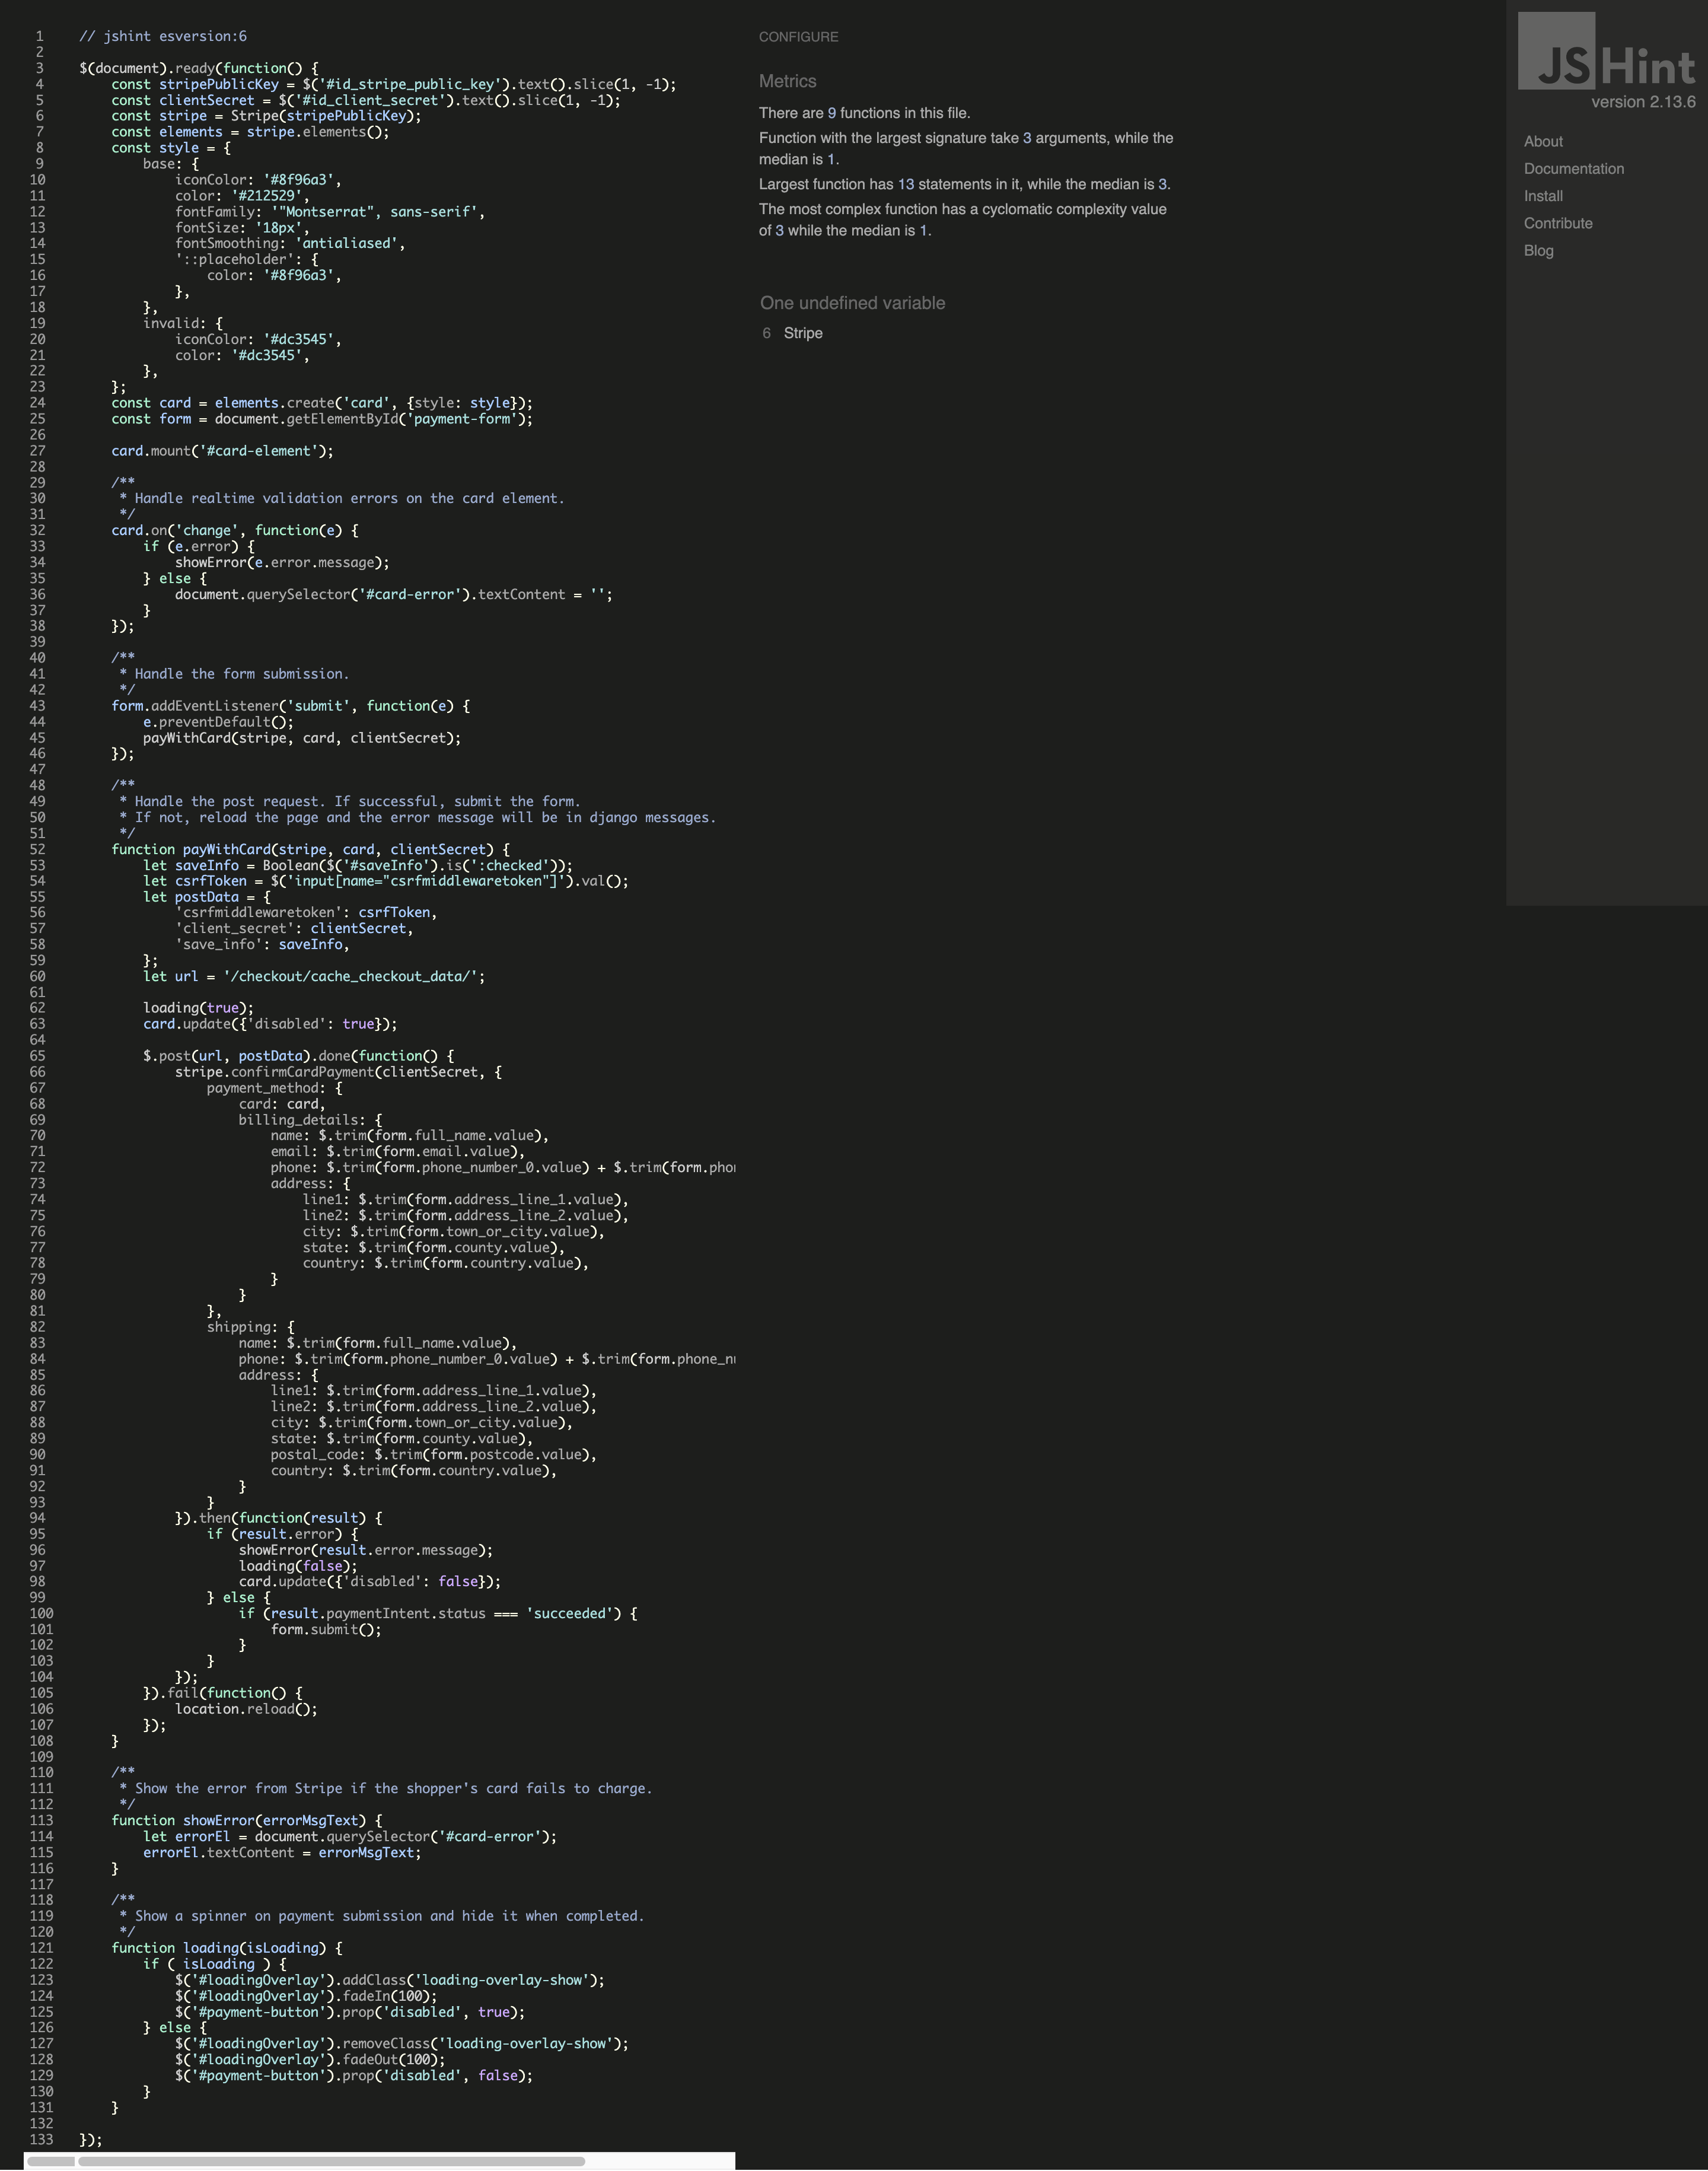 1 // jshint esversion:6
2
3 $(document).ready(function() {
4     const stripePublicKey = $('#id_stripe_public_key').text().slice(1, -1);
5     const clientSecret = $('#id_client_secret').text().slice(1, -1);
6     const stripe = Stripe(stripePublicKey);
7     const elements = stripe.elements();
8     const style = {
9         base: {
10             iconColor: '#8f96a3',
11             color: '#212529',
12             fontFamily: '"Montserrat", sans-serif',
13             fontSize: '18px',
14             fontSmoothing: 'antialiased',
15             '::placeholder': {
16                 color: '#8f96a3',
17             },
18         },
19         invalid: {
20             iconColor: '#dc3545',
21             color: '#dc3545',
22         },
23     };
24     const card = elements.create('card', {style: style});
25     const form = document.getElementById('payment-form');
26
27     card.mount('#card-element');
28
29     /**
30      * Handle realtime validation errors on the card element.
31      */
32     card.on('change', function(e) {
33         if (e.error) {
34             showError(e.error.message);
35         } else {
36             document.querySelector('#card-error').textContent = '';
37         }
38     });
39
40     /**
41      * Handle the form submission.
42      */
43     form.addEventListener('submit', function(e) {
44         e.preventDefault();
45         payWithCard(stripe, card, clientSecret);
46     });
47
48     /**
49      * Handle the post request. If successful, submit the form.
50      * If not, reload the page and the error message will be in django messages.
51      */
52     function payWithCard(stripe, card, clientSecret) {
53         let saveInfo = Boolean($('#saveInfo').is(':checked'));
54         let csrfToken = $('input[name="csrfmiddlewaretoken"]').val();
55         let postData = {
56             'csrfmiddlewaretoken': csrfToken,
57             'client_secret': clientSecret,
58             'save_info': saveInfo,
59         };
60         let url = '/checkout/cache_checkout_data/';
61
62         loading(true);
63         card.update({'disabled': true});
64
65         $.post(url, postData).done(function() {
66             stripe.confirmCardPayment(clientSecret, {
67                 payment_method: {
68                     card: card,
69                     billing_details: {
70                         name: $.trim(form.full_name.value),
71                         email: $.trim(form.email.value),
72                         phone: $.trim(form.phone_number_0.value) + $.trim(form.phon
73                         address: {
74                             line1: $.trim(form.address_line_1.value),
75                             line2: $.trim(form.address_line_2.value),
76                             city: $.trim(form.town_or_city.value),
77                             state: $.trim(form.county.value),
78                             country: $.trim(form.country.value),
79                         }
80                     }
81                 },
82                 shipping: {
83                     name: $.trim(form.full_name.value),
84                     phone: $.trim(form.phone_number_0.value) + $.trim(form.phone_nu
85                     address: {
86                         line1: $.trim(form.address_line_1.value),
87                         line2: $.trim(form.address_line_2.value),
88                         city: $.trim(form.town_or_city.value),
89                         state: $.trim(form.county.value),
90                         postal_code: $.trim(form.postcode.value),
91                         country: $.trim(form.country.value),
92                     }
93                 }
94             }).then(function(result) {
95                 if (result.error) {
96                     showError(result.error.message);
97                     loading(false);
98                     card.update({'disabled': false});
99                 } else {
100                     if (result.paymentIntent.status === 'succeeded') {
101                         form.submit();
102                     }
103                 }
104             });
105         }).fail(function() {
106             location.reload();
107         });
108     }
109
110     /**
111      * Show the error from Stripe if the shopper's card fails to charge.
112      */
113     function showError(errorMsgText) {
114         let errorEl = document.querySelector('#card-error');
115         errorEl.textContent = errorMsgText;
116     }
117
118     /**
119      * Show a spinner on payment submission and hide it when completed.
120      */
121     function loading(isLoading) {
122         if ( isLoading ) {
123             $('#loadingOverlay').addClass('loading-overlay-show');
124             $('#loadingOverlay').fadeIn(100);
125             $('#payment-button').prop('disabled', true);
126         } else {
127             $('#loadingOverlay').removeClass('loading-overlay-show');
128             $('#loadingOverlay').fadeOut(100);
129             $('#payment-button').prop('disabled', false);
130         }
131     }
132
133 });
CONFIGURE
Metrics
There are 9 functions in this file.
Function with the largest signature take 3 arguments, while the
median is 1.
Largest function has 13 statements in it, while the median is 3.
The most complex function has a cyclomatic complexity value
of 3 while the median is 1.
One undefined variable
6 Stripe
JSHint
version 2.13.6
About
Documentation
Install
Contribute
Blog